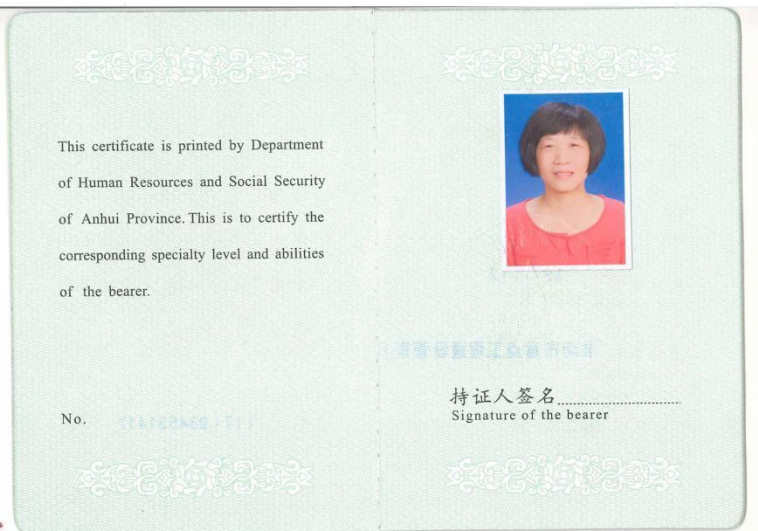 This certificate is printed by Department
of Human Resources and Social Security
of Anhui Province. This is to certify the
corresponding specialty level and abilities
of the bearer.
No.
持证人签名
Signature of the bearer